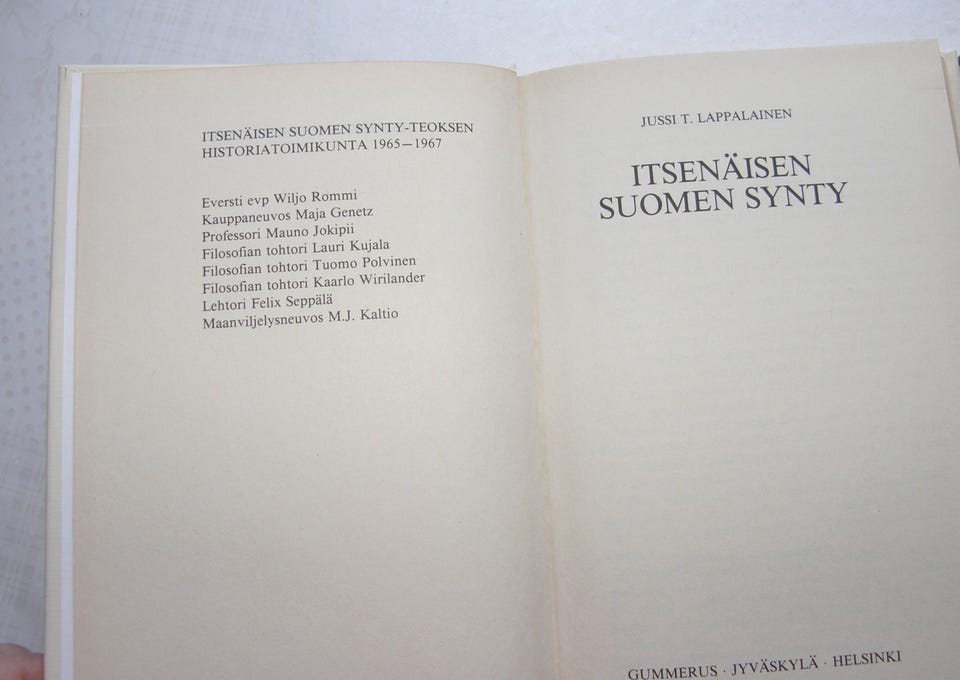 ITSENÄISEN SUOMEN SYNTY-TEOKSEN
HISTORIATOIMIKUNTA 1965—1967
Eversti evp Wiljo Rommi
Kauppaneuvos Maja Genetz
Professori Mauno Jokipii
Filosofian tohtori Lauri Kujala
Filosofian tohtori Tuomo Polvinen
Filosofian tohtori Kaarlo Wirilander
Lehtori Felix Seppälä
Maanviljelysneuvos M.J. Kaltio
JUSSI T. LAPPALAINEN
ITSENÄISEN
SUOMEN SYNTY
GUMMERUS · JYVÄSKYLÄ · HELSINKI